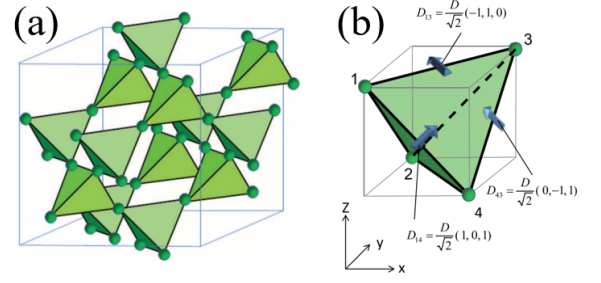 (a)
(b)
D₁₃ = D/√2 (-1,1,0)
3
1
2
4
D₄₃ = D/√2 (0,-1,1)
D₁₄ = D/√2 (1,0,1)
z
y
x